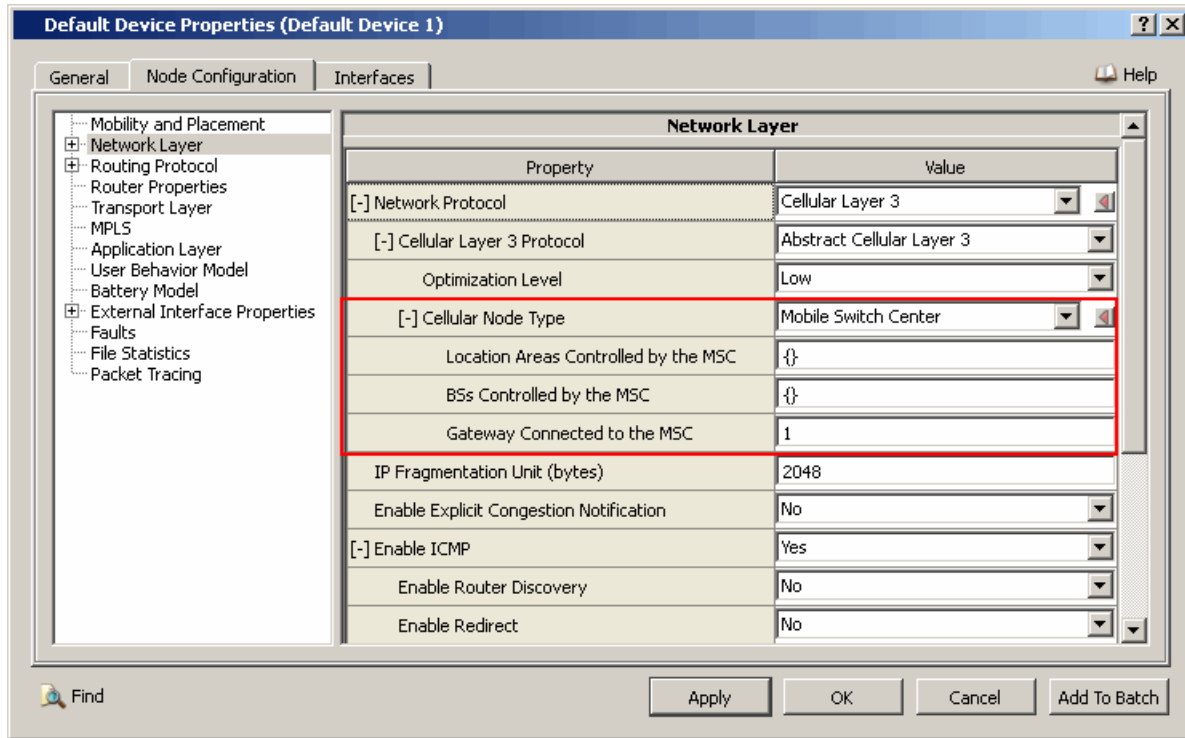 Default Device Properties (Default Device 1)
General
Node Configuration
Interfaces
Help
Mobility and Placement
Network Layer
Routing Protocol
Router Properties
Transport Layer
MPLS
Application Layer
User Behavior Model
Battery Model
External Interface Properties
Faults
File Statistics
Packet Tracing
Network Layer
Property Value
[-] Network Protocol Cellular Layer 3
[-] Cellular Layer 3 Protocol Abstract Cellular Layer 3
Optimization Level Low
[-] Cellular Node Type Mobile Switch Center
Location Areas Controlled by the MSC {}
BSs Controlled by the MSC {}
Gateway Connected to the MSC 1
IP Fragmentation Unit (bytes) 2048
Enable Explicit Congestion Notification No
[-] Enable ICMP Yes
Enable Router Discovery No
Enable Redirect No
Find
Apply
OK
Cancel
Add To Batch